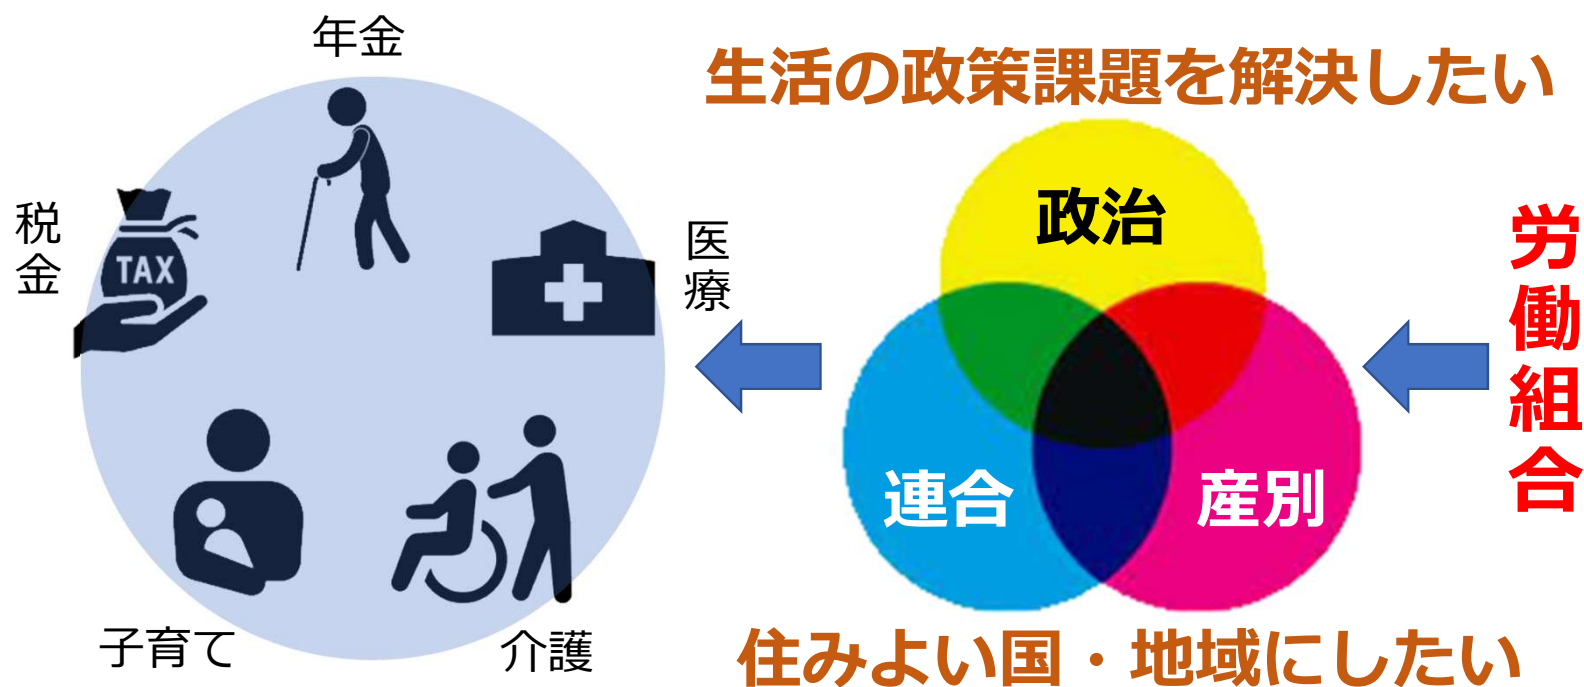 年金
生活の政策課題を解決したい
税金
TAX
医療
政治
連合
産別
労働組合
子育て
介護
住みよい国・地域にしたい